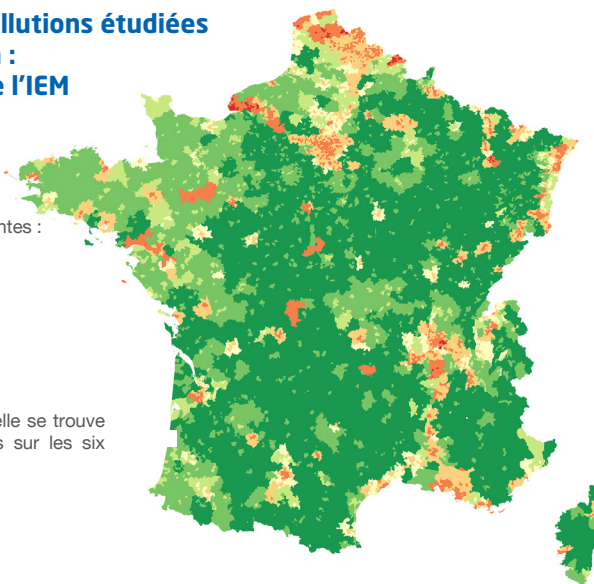 llutions étudiées
:
e l'IEM
ntes :
elle se trouve
s sur les six